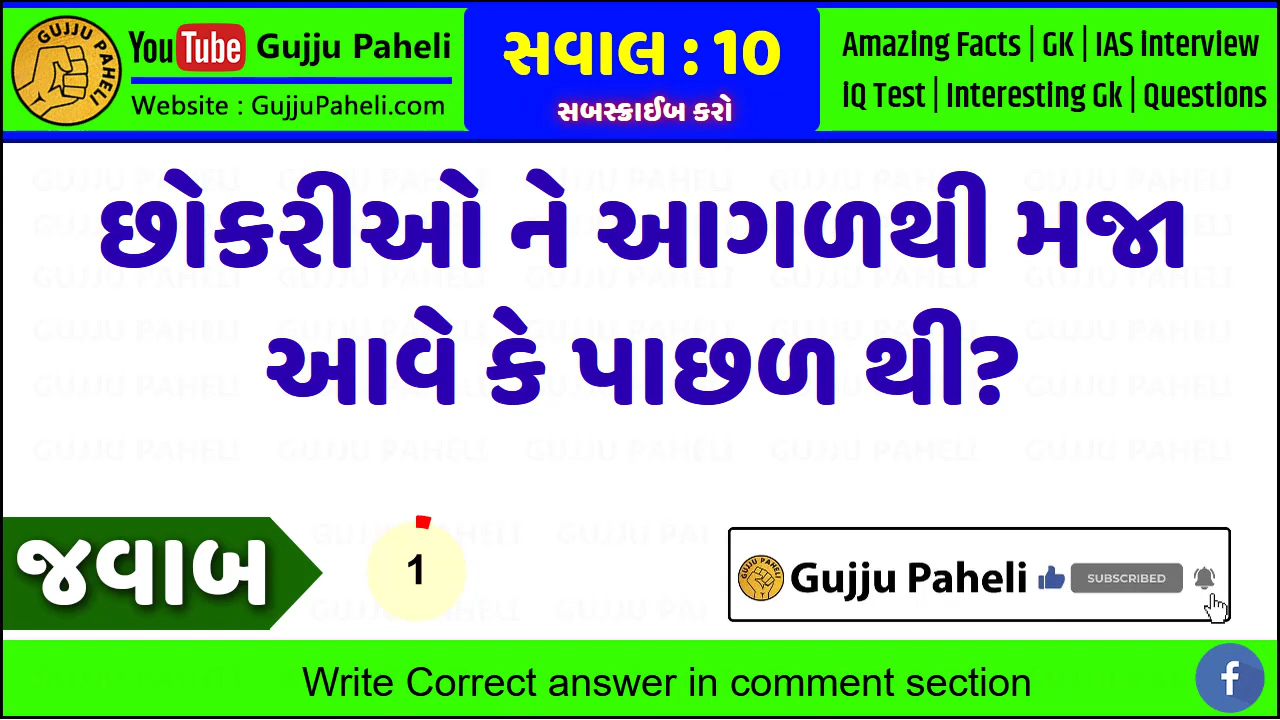 GUJJU PAHELI
YouTube Gujju Paheli
Website : GujjuPaheli.com
સવાલ : 10
સબસ્ક્રાઈબ કરો
Amazing Facts | GK | IAS interview
iQ Test | Interesting Gk | Questions
છોકરીઓ ને આગળથી મજા
આવે કે પાછળ થી?
જવાબ
1
GUJJU PAHELI
Gujju Paheli
SUBSCRIBED
Write Correct answer in comment section
f